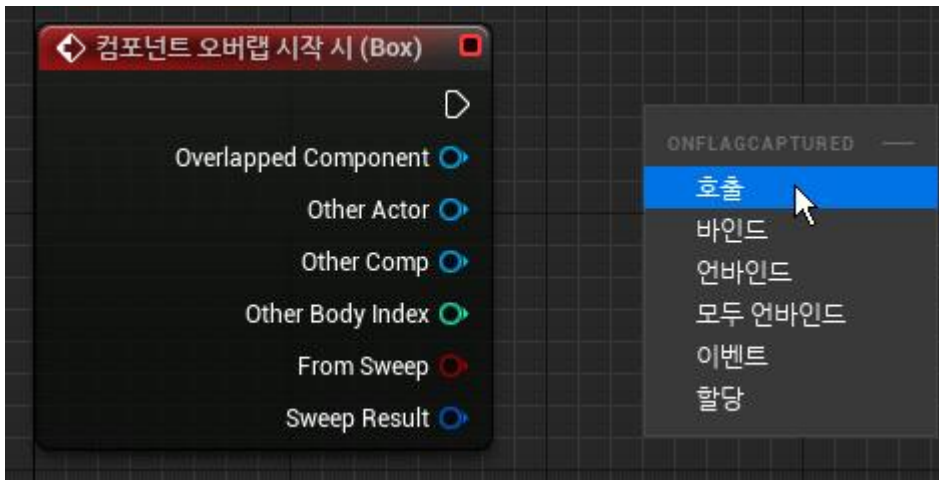 컴포넌트 오버랩 시작 시 (Box)
Overlapped Component
Other Actor
Other Comp
Other Body Index
From Sweep
Sweep Result
ONFLAGCAPTURED
호출
바인드
언바인드
모두 언바인드
이벤트
할당